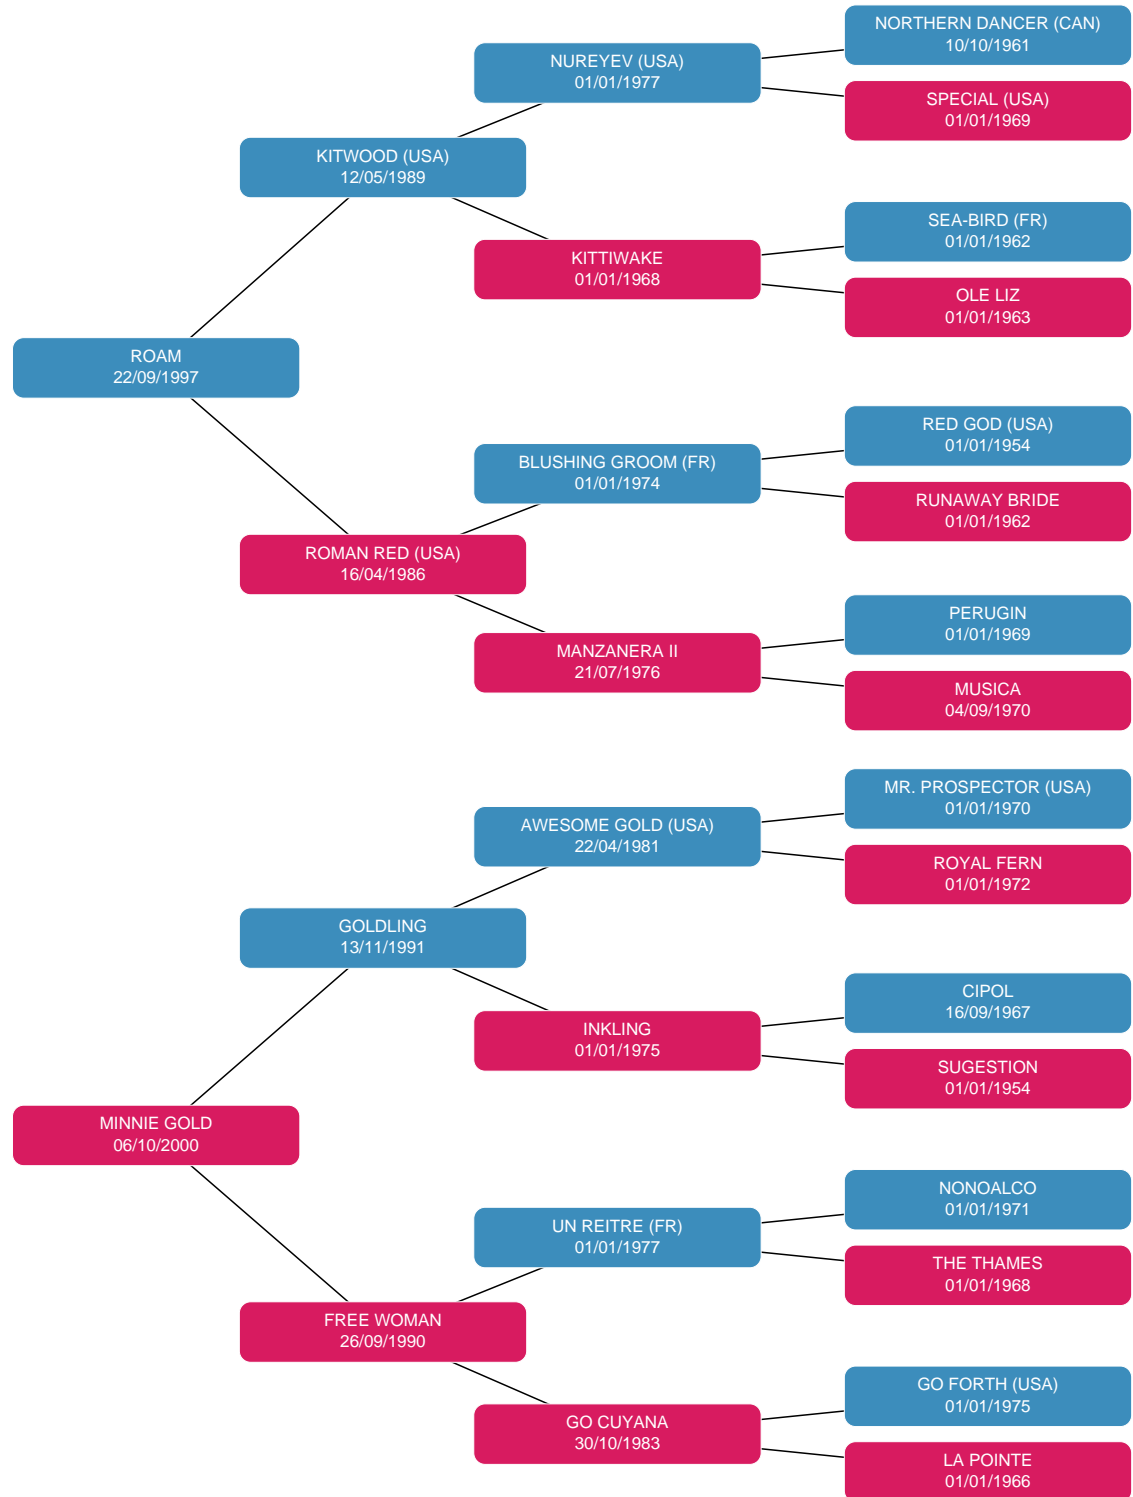 NORTHERN DANCER (CAN)
10/10/1961
NUREYEV (USA)
01/01/1977
SPECIAL (USA)
01/01/1969
KITWOOD (USA)
12/05/1989
SEA-BIRD (FR)
01/01/1962
KITTIWAKE
01/01/1968
OLE LIZ
01/01/1963
ROAM
22/09/1997
RED GOD (USA)
01/01/1954
BLUSHING GROOM (FR)
01/01/1974
RUNAWAY BRIDE
01/01/1962
ROMAN RED (USA)
16/04/1986
PERUGIN
01/01/1969
MANZANERA II
21/07/1976
MUSICA
04/09/1970
MR. PROSPECTOR (USA)
01/01/1970
AWESOME GOLD (USA)
22/04/1981
ROYAL FERN
01/01/1972
GOLDLING
13/11/1991
CIPOL
16/09/1967
INKLING
01/01/1975
SUGESTION
01/01/1954
MINNIE GOLD
06/10/2000
NONOALCO
01/01/1971
UN REITRE (FR)
01/01/1977
THE THAMES
01/01/1968
FREE WOMAN
26/09/1990
GO FORTH (USA)
01/01/1975
GO CUYANA
30/10/1983
LA POINTE
01/01/1966